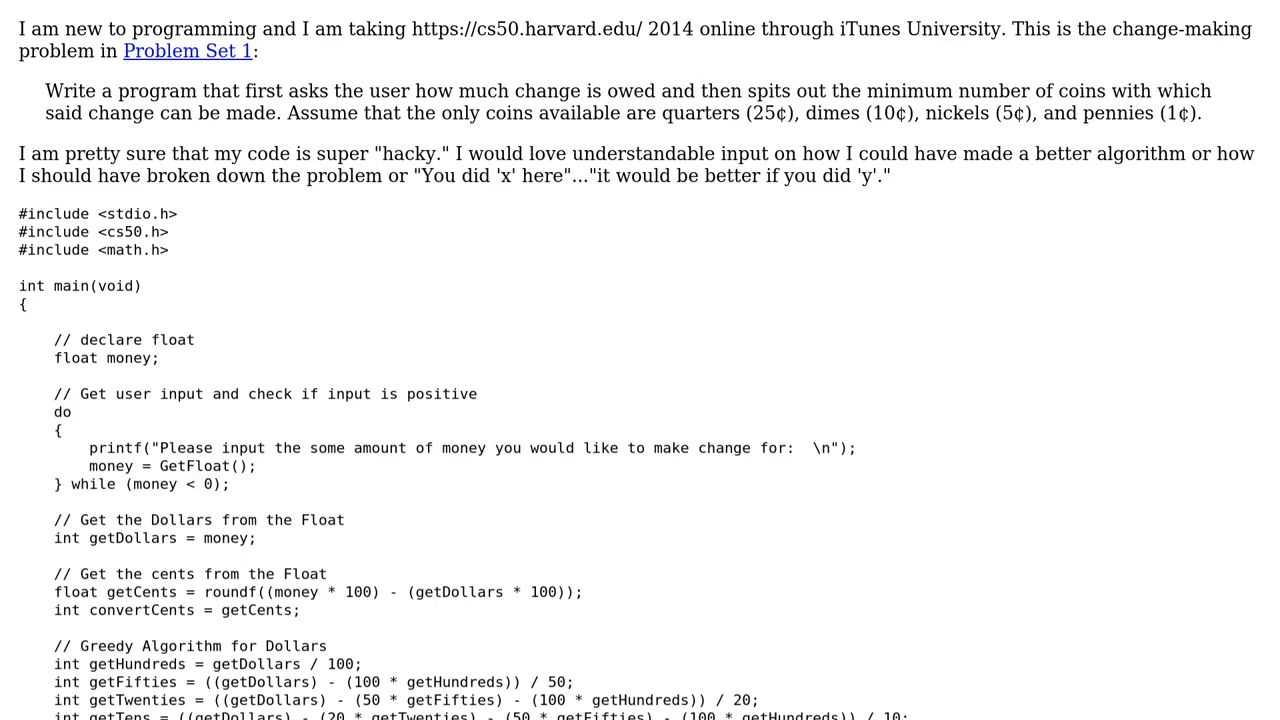 I am new to programming and I am taking https://cs50.harvard.edu/ 2014 online through iTunes University. This is the change-making
problem in Problem Set 1:
Write a program that first asks the user how much change is owed and then spits out the minimum number of coins with which
said change can be made. Assume that the only coins available are quarters (25¢), dimes (10¢), nickels (5¢), and pennies (1¢).
I am pretty sure that my code is super "hacky." I would love understandable input on how I could have made a better algorithm or how
I should have broken down the problem or "You did 'x' here"..."it would be better if you did 'y'."
#include <stdio.h>
#include <cs50.h>
#include <math.h>
int main(void)
{
    // declare float
    float money;
    // Get user input and check if input is positive
    do
    {
        printf("Please input the some amount of money you would like to make change for:  \n");
        money = GetFloat();
    } while (money < 0);
    // Get the Dollars from the Float
    int getDollars = money;
    // Get the cents from the Float
    float getCents = roundf((money * 100) - (getDollars * 100));
    int convertCents = getCents;
    // Greedy Algorithm for Dollars
    int getHundreds = getDollars / 100;
    int getFifties = ((getDollars) - (100 * getHundreds)) / 50;
    int getTwenties = ((getDollars) - (50 * getFifties) - (100 * getHundreds)) / 20;
    int getTens = ((getDollars) - (20 * getTwenties) - (50 * getFifties) - (100 * getHundreds)) / 10;